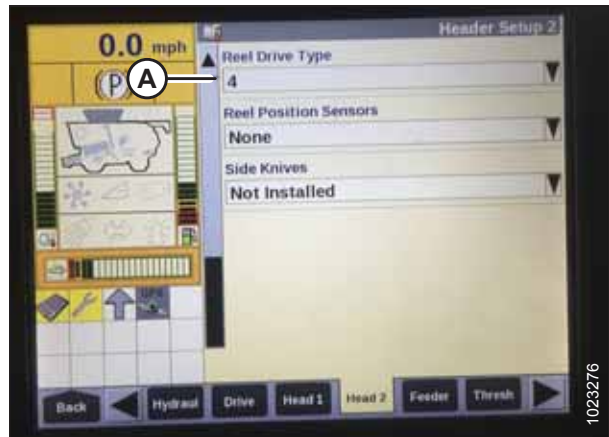 0.0 mph
Header Setup 2
Reel Drive Type
(P)
A
4
Reel Position Sensors
None
Side Knives
Not Installed
GPS
Back
Hydraul
Drive
Head 1
Head 2
Feeder
Thresh
1023276